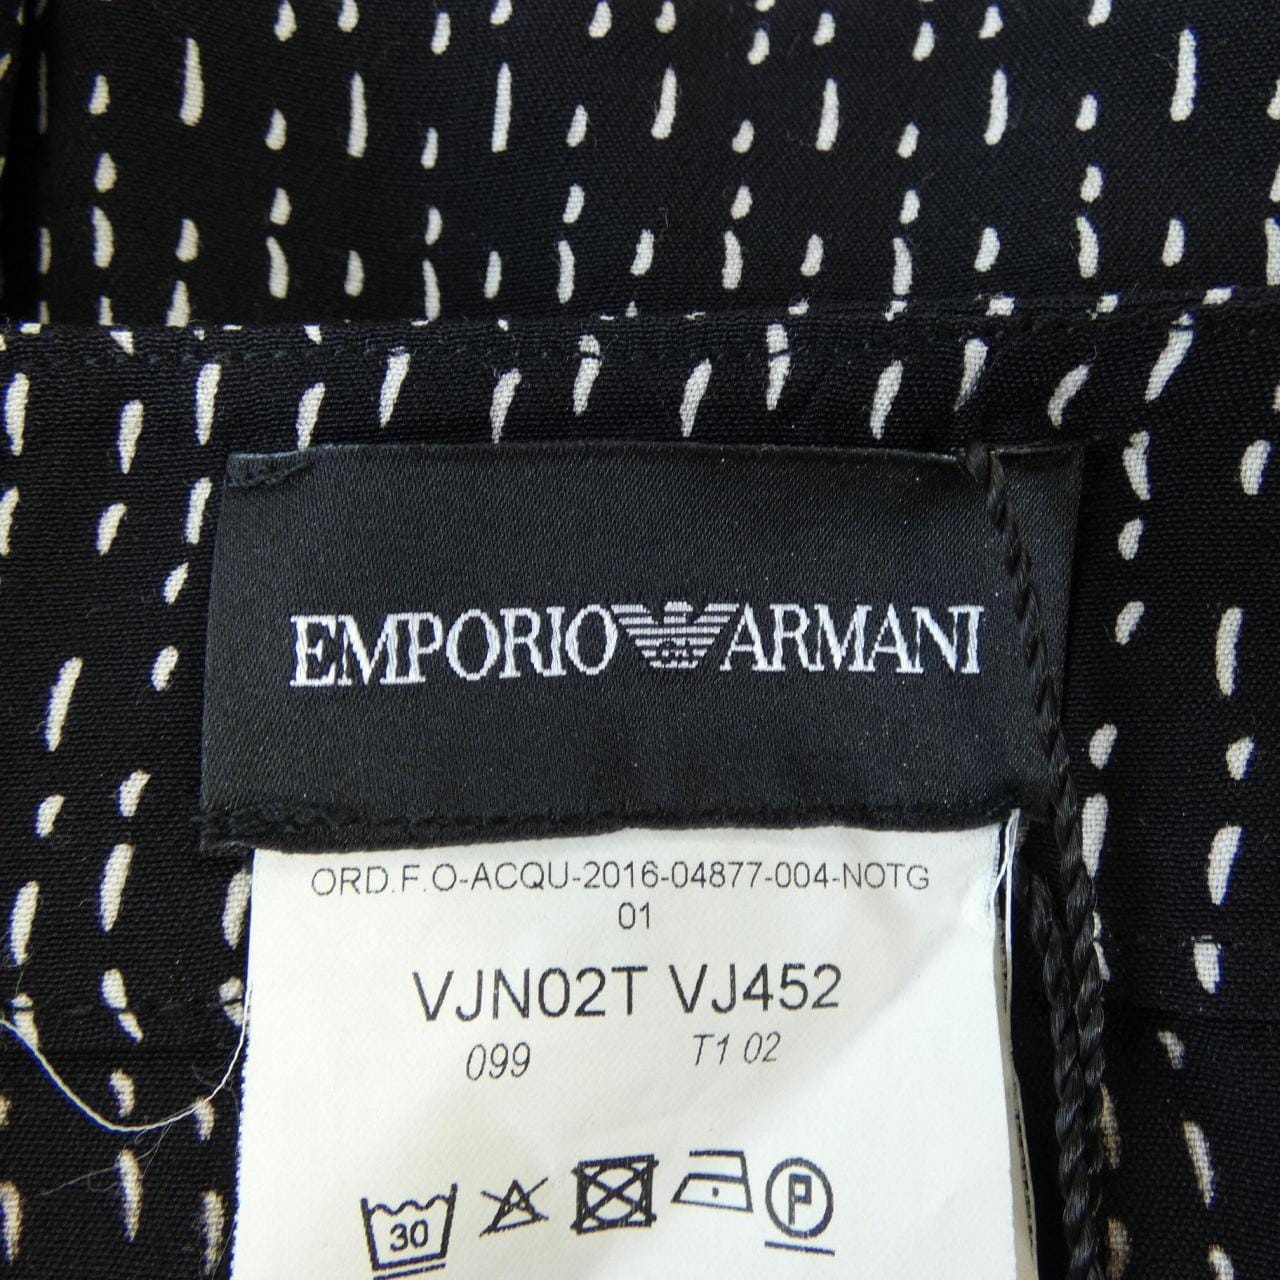 EMPORIO ARMANI
ORD.F.O-ACQU-2016-04877-004-NOTG
01
VJN02T VJ452
099 T1 02
30 P